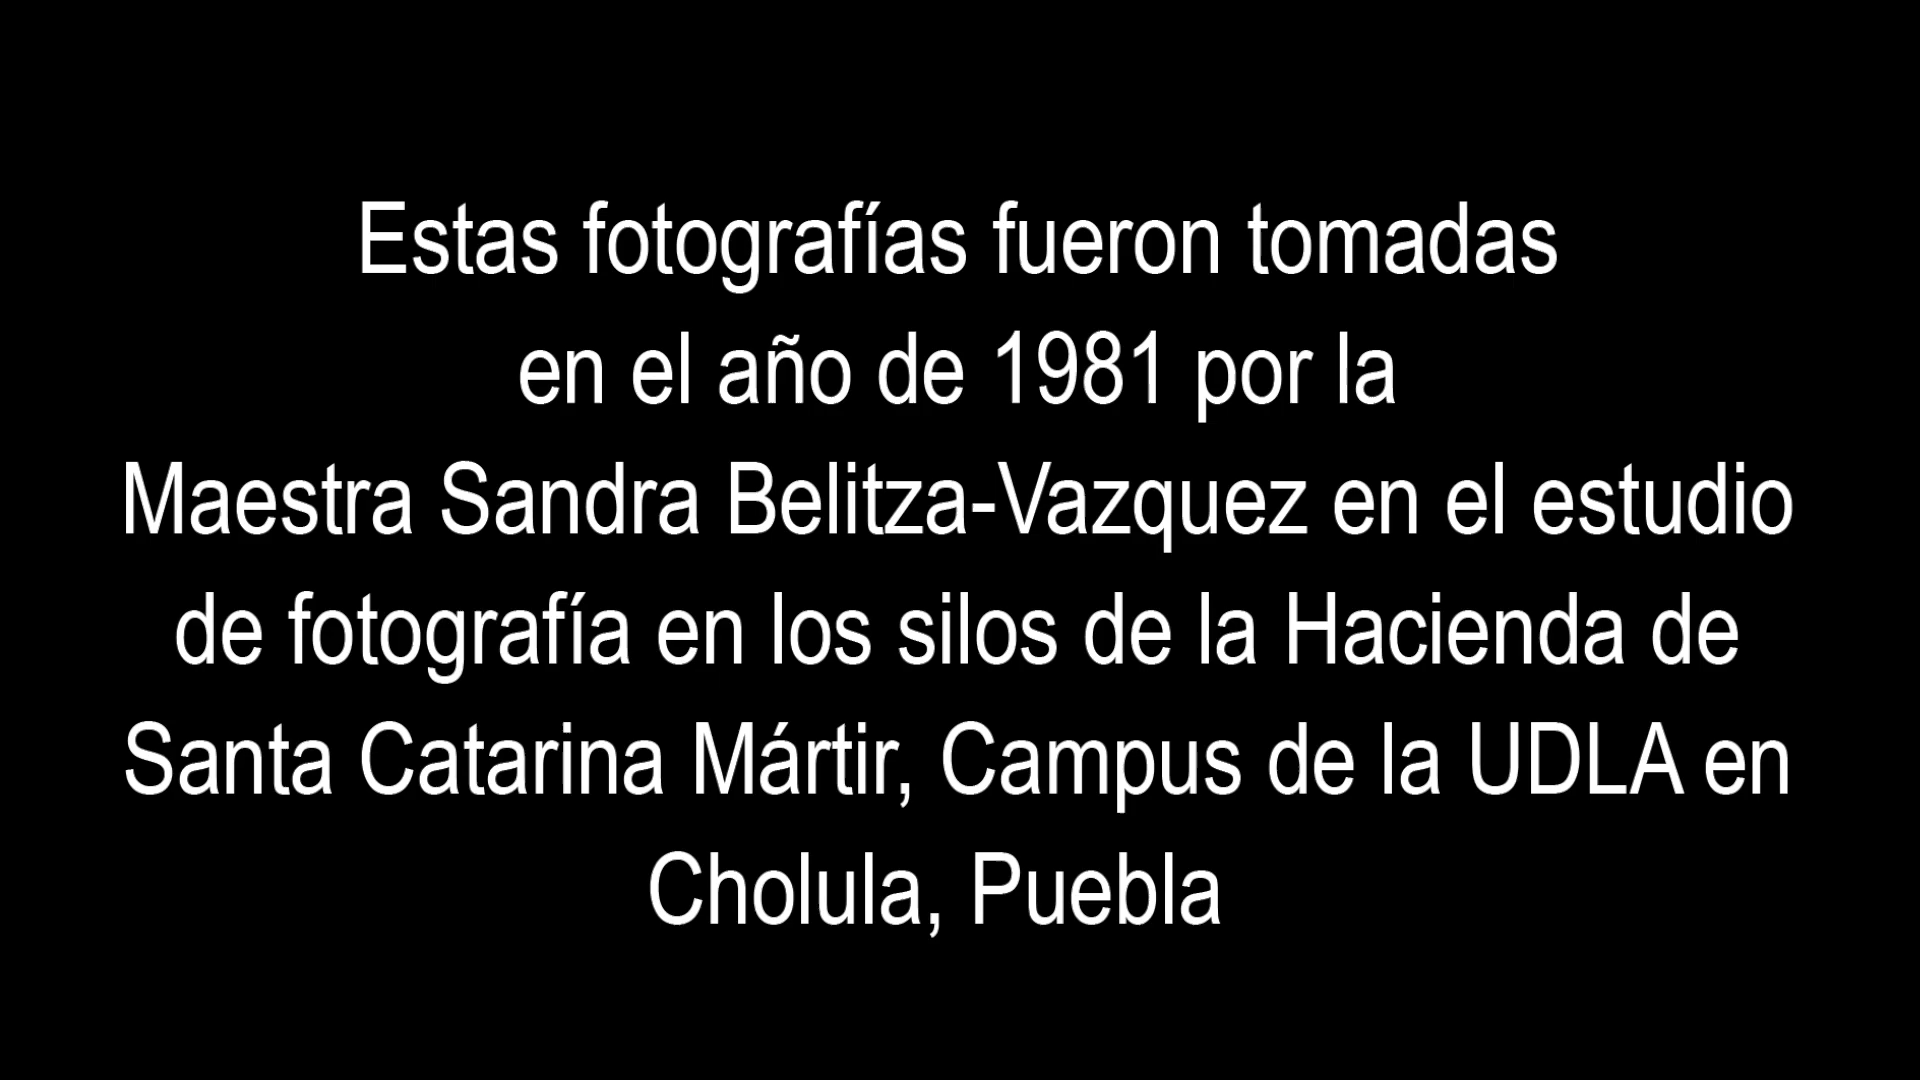 Estas fotografías fueron tomadas
en el año de 1981 por la
Maestra Sandra Belitza-Vazquez en el estudio
de fotografía en los silos de la Hacienda de
Santa Catarina Mártir, Campus de la UDLA en
Cholula, Puebla